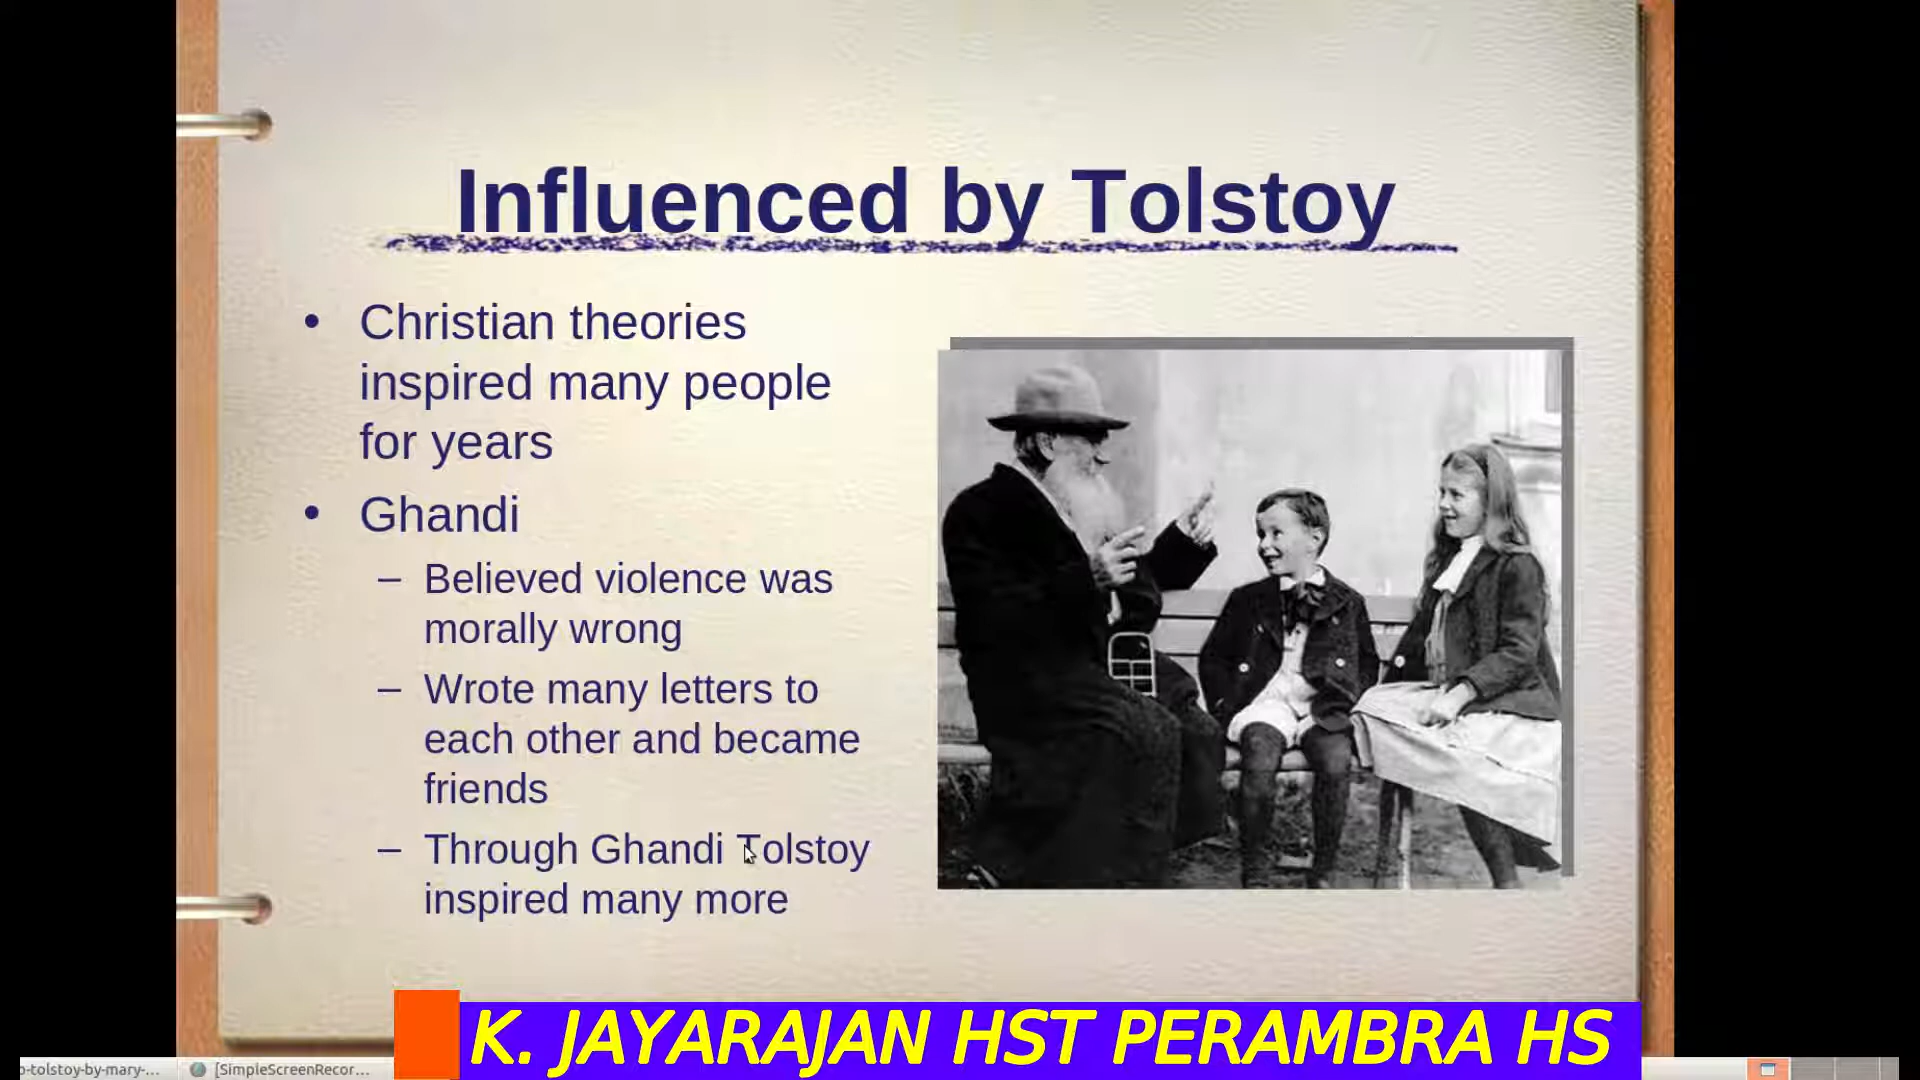 Influenced by Tolstoy
• Christian theories
inspired many people
for years
• Ghandi
– Believed violence was
morally wrong
– Wrote many letters to
each other and became
friends
– Through Ghandi Tolstoy
inspired many more
K. JAYARAJAN HST PERAMBRA HS
o-tolstoy-by-mary-...
[SimpleScreenRecor...